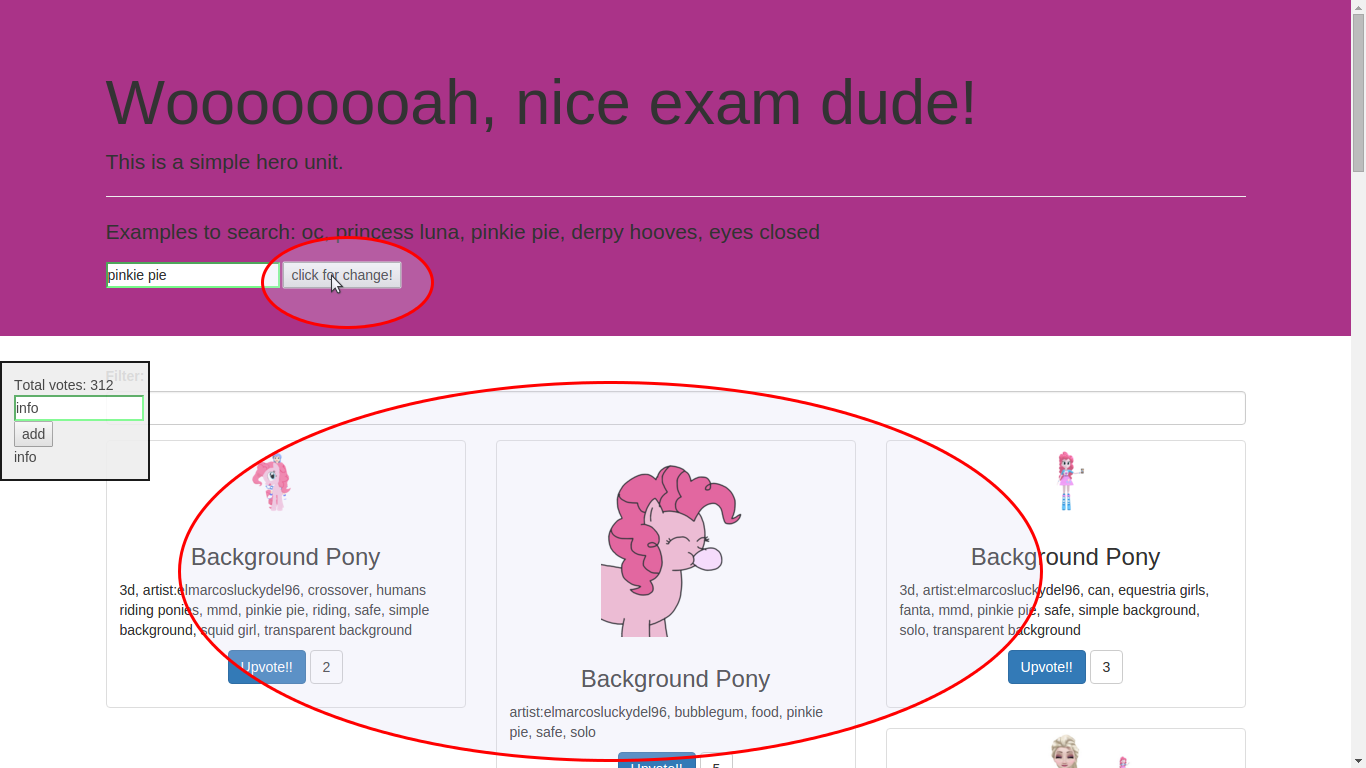 Woooooooah, nice exam dude!
This is a simple hero unit.
Examples to search: oc, princess luna, pinkie pie, derpy hooves, eyes closed
pinkie pie click for change!
Filter:
Total votes: 312
info
add
info
Background Pony
3d, artist:elmarcosluckydel96, crossover, humans
riding ponies, mmd, pinkie pie, riding, safe, simple
background, squid girl, transparent background
Upvote!! 2
Background Pony
artist:elmarcosluckydel96, bubblegum, food, pinkie
pie, safe, solo
Upvote!! 5
Background Pony
3d, artist:elmarcosluckydel96, can, equestria girls,
fanta, mmd, pinkie pie, safe, simple background,
solo, transparent background
Upvote!! 3